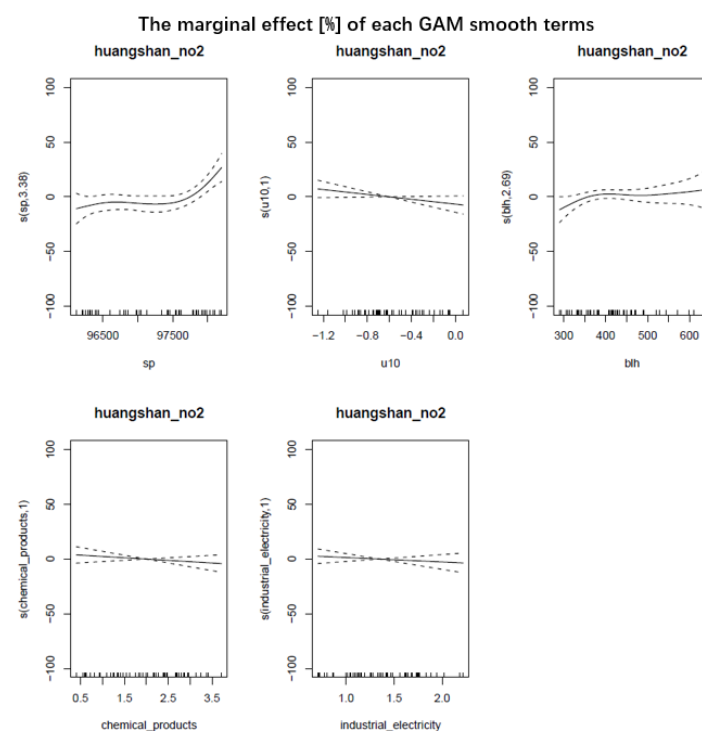 The marginal effect [%] of each GAM smooth terms
huangshan_no2
huangshan_no2
huangshan_no2
s(sp,3.38)
100
50
0
−50
−100
96500 97500
sp
s(u10,1)
100
50
0
−50
−100
−1.2 −0.8 −0.4 0.0
u10
s(blh,2.69)
100
50
0
−50
−100
300 400 500 600
blh
huangshan_no2
huangshan_no2
s(chemical_products,1)
100
50
0
−50
−100
0.5 1.5 2.5 3.5
chemical_products
s(industrial_electricity,1)
100
50
0
−50
−100
1.0 1.5 2.0
industrial_electricity